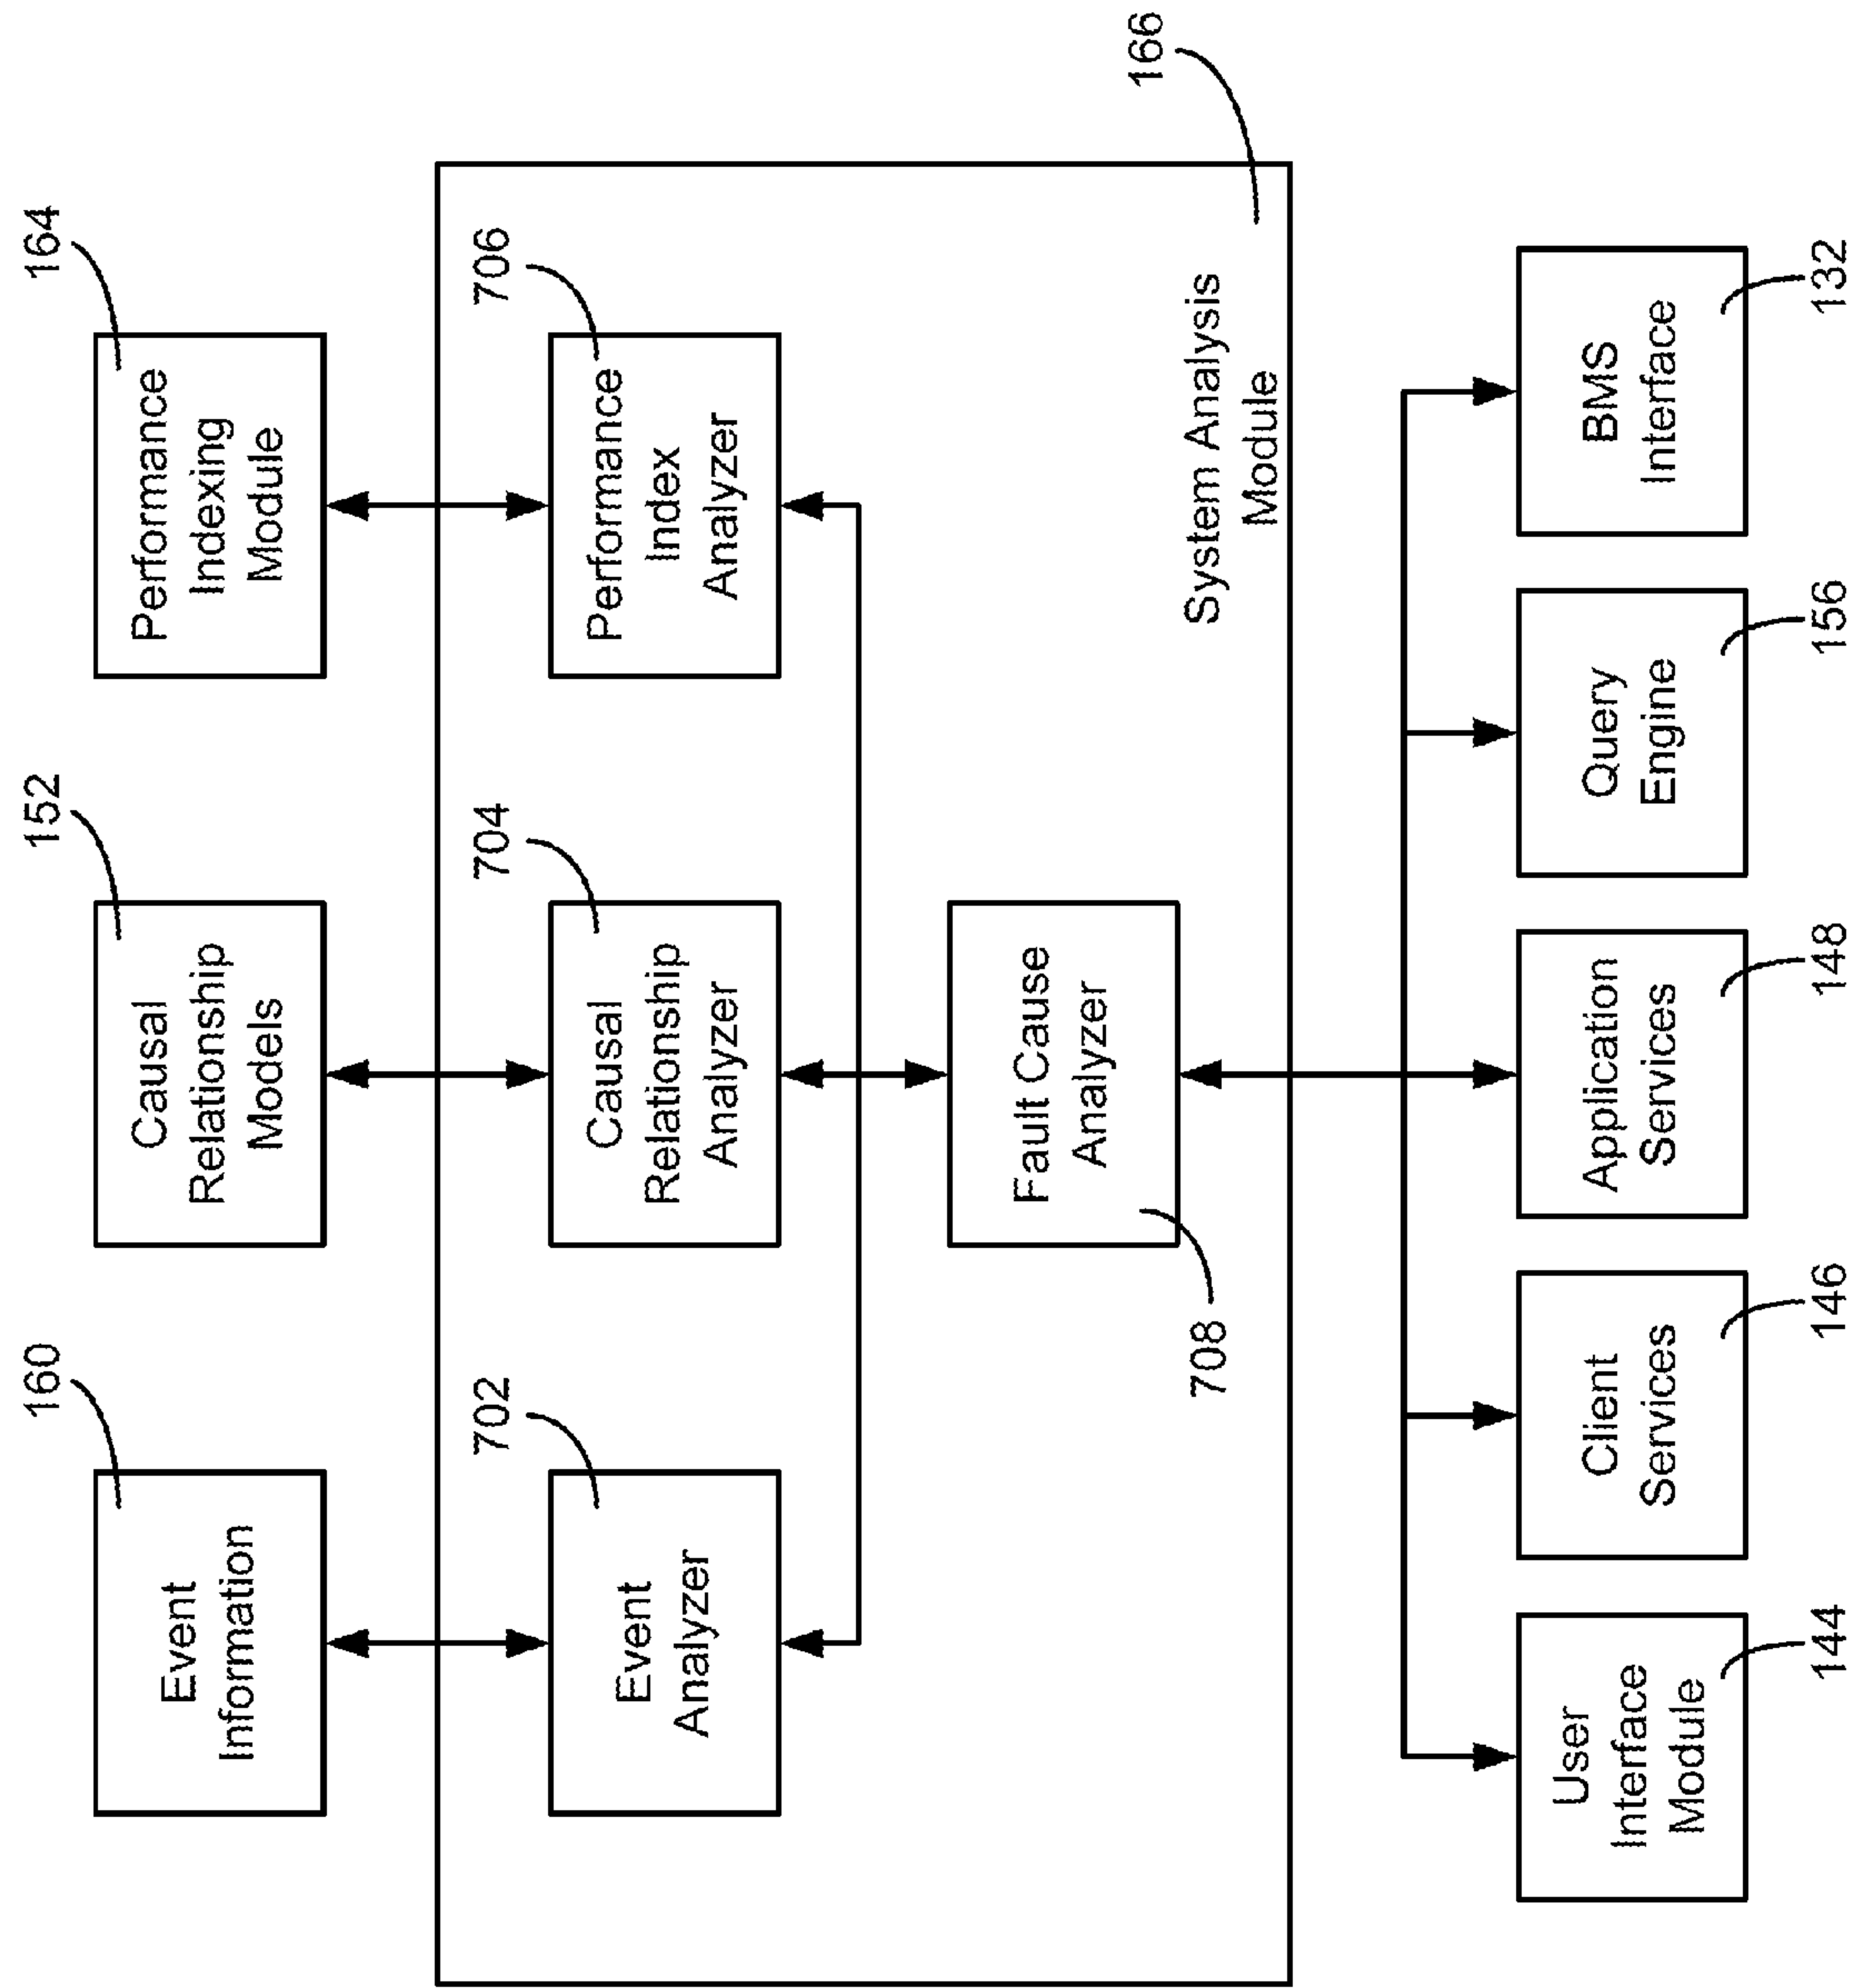 160
152
164
Event
Information
Causal
Relationship
Models
Performance
Indexing
Module
702
704
706
Event
Analyzer
Causal
Relationship
Analyzer
Performance
Index
Analyzer
Fault Cause
Analyzer
708
System Analysis
Module
166
User
Interface
Module
Client
Services
Application
Services
Query
Engine
BMS
Interface
144
146
148
156
132